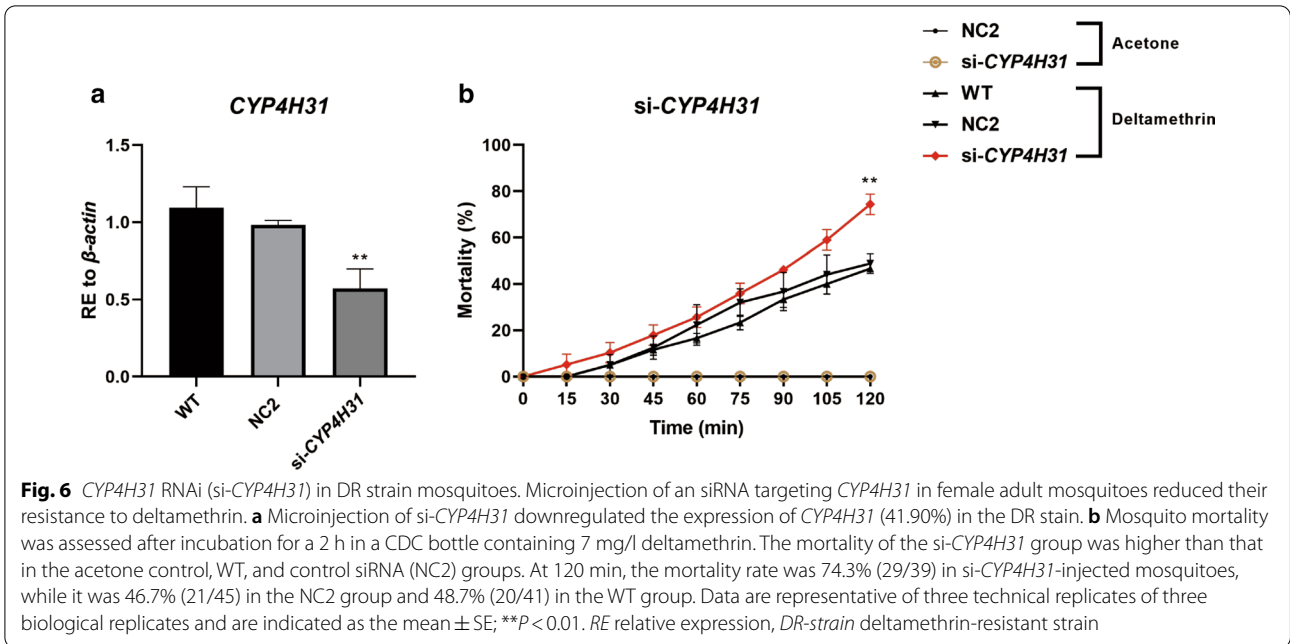 NC2
si-CYP4H31
Acetone
WT
NC2
si-CYP4H31
Deltamethrin
a
CYP4H31
RE to β-actin
1.5
1.0
0.5
0.0
**
WT
NC2
si-CYP4H31
b
si-CYP4H31
Mortality (%)
100
80
60
40
20
0
**
0 15 30 45 60 75 90 105 120
Time (min)
Fig. 6 CYP4H31 RNAi (si-CYP4H31) in DR strain mosquitoes. Microinjection of an siRNA targeting CYP4H31 in female adult mosquitoes reduced their
resistance to deltamethrin. a Microinjection of si-CYP4H31 downregulated the expression of CYP4H31 (41.90%) in the DR stain. b Mosquito mortality
was assessed after incubation for a 2 h in a CDC bottle containing 7 mg/l deltamethrin. The mortality of the si-CYP4H31 group was higher than that
in the acetone control, WT, and control siRNA (NC2) groups. At 120 min, the mortality rate was 74.3% (29/39) in si-CYP4H31-injected mosquitoes,
while it was 46.7% (21/45) in the NC2 group and 48.7% (20/41) in the WT group. Data are representative of three technical replicates of three
biological replicates and are indicated as the mean ± SE; **P < 0.01. RE relative expression, DR-strain deltamethrin-resistant strain